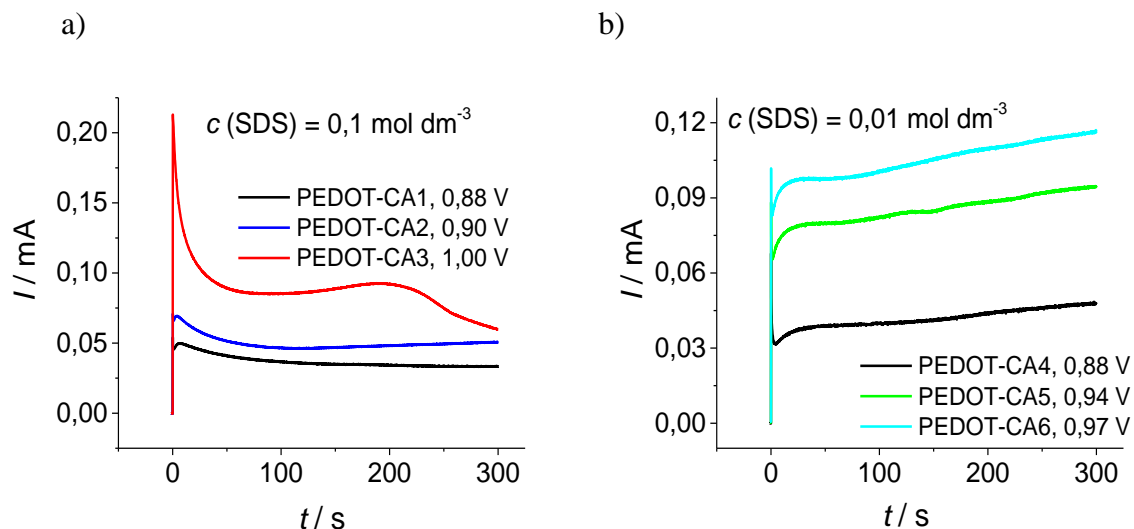 a)
c (SDS) = 0,1 mol dm-3
PEDOT-CA1, 0,88 V
PEDOT-CA2, 0,90 V
PEDOT-CA3, 1,00 V
I / mA
0,20
0,15
0,10
0,05
0,00
0 100 200 300
t / s
b)
c (SDS) = 0,01 mol dm-3
I / mA
0,12
0,09
0,06
0,03
0,00
PEDOT-CA4, 0,88 V
PEDOT-CA5, 0,94 V
PEDOT-CA6, 0,97 V
0 100 200 300
t / s